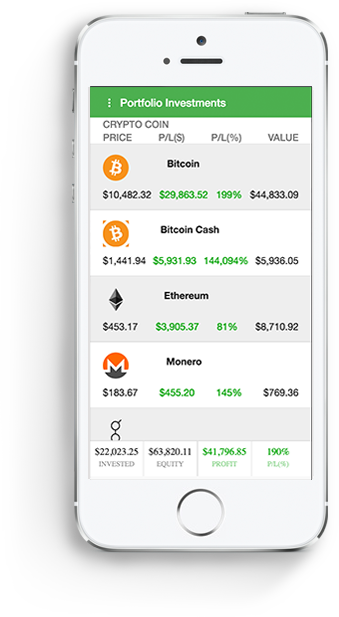 Portfolio Investments
CRYPTO COIN
PRICE P/L($) P/L(%) VALUE
Bitcoin
$10,482.32 $29,863.52 199% $44,833.09
Bitcoin Cash
$1,441.94 $5,931.93 144,094% $5,936.05
Ethereum
$453.17 $3,905.37 81% $8,710.92
Monero
$183.67 $455.20 145% $769.36
$22,023.25 $63,820.11 $41,796.85 190%
INVESTED EQUITY PROFIT P/L(%)